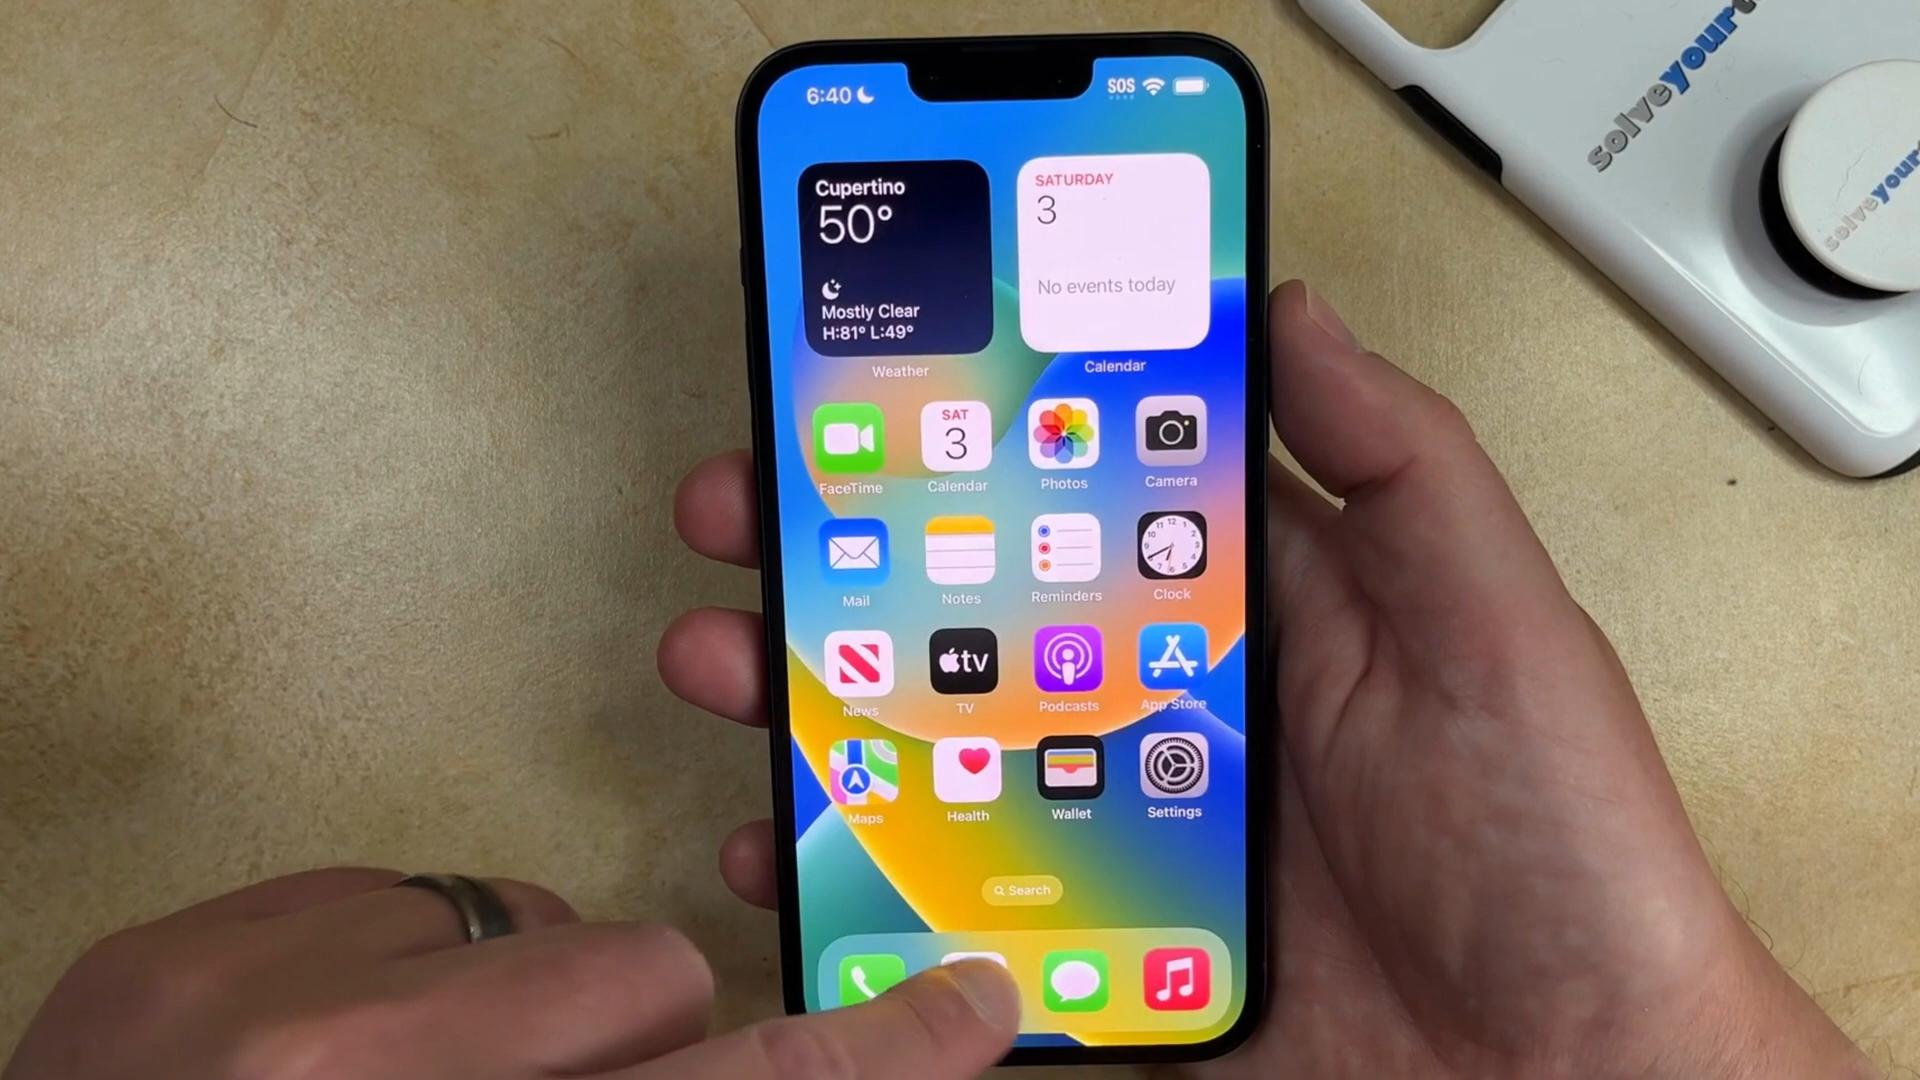 6:40
SOS
solveyourt
solveyour
Cupertino
50°
Mostly Clear
H:81° L:49°
Weather
SATURDAY
3
No events today
Calendar
FaceTime
SAT
3
Calendar
Photos
Camera
Mail
Notes
Reminders
Clock
News
tv
TV
Podcasts
App Store
Maps
Health
Wallet
Settings
Search